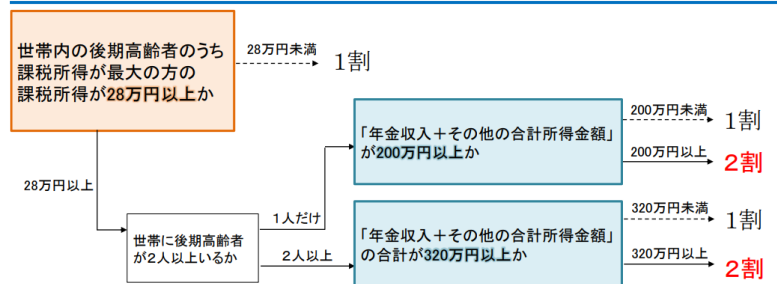 世帯内の後期高齢者のうち
課税所得が最大の方の
課税所得が28万円以上か
28万円未満
1割
28万円以上
世帯に後期高齢者
が2人以上いるか
1人だけ
2人以上
「年金収入＋その他の合計所得金額」
が200万円以上か
200万円未満
1割
200万円以上
2割
「年金収入＋その他の合計所得金額」
の合計が320万円以上か
320万円未満
1割
320万円以上
2割